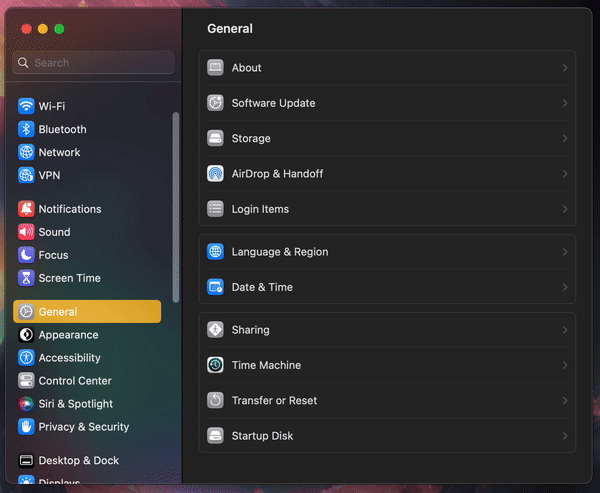 Search
Wi-Fi
Bluetooth
Network
VPN
Notifications
Sound
Focus
Screen Time
General
Appearance
Accessibility
Control Center
Siri & Spotlight
Privacy & Security
Desktop & Dock
Displays
General
About
Software Update
Storage
AirDrop & Handoff
Login Items
Language & Region
Date & Time
Sharing
Time Machine
Transfer or Reset
Startup Disk